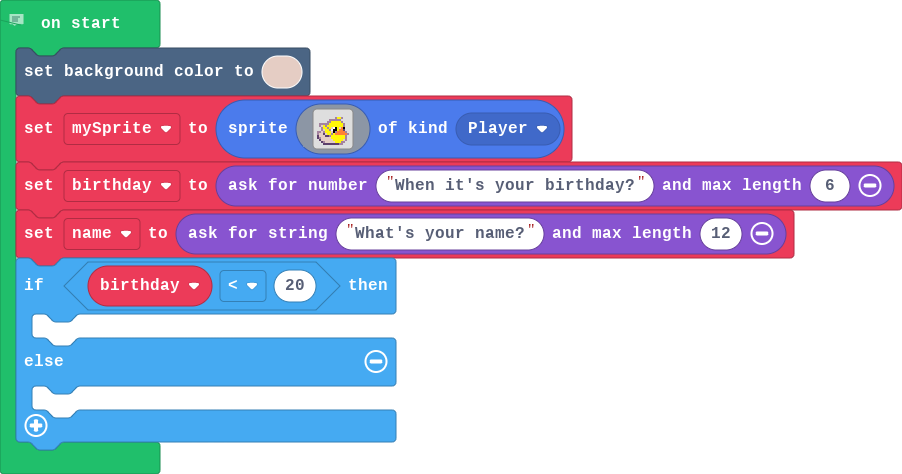 on start
set background color to
set mySprite to sprite of kind Player
set birthday to ask for number "When it's your birthday?" and max length 6
set name to ask for string "What's your name?" and max length 12
if birthday < 20 then
else